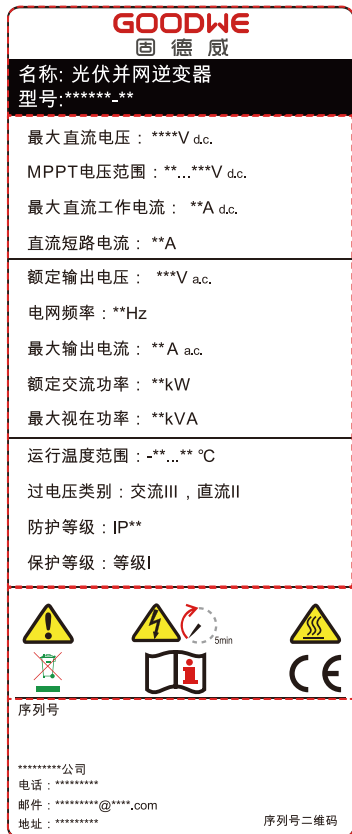 GOODWE
固德威
名称: 光伏并网逆变器
型号:******-**
最大直流电压： ****V d.c.
MPPT电压范围：**...***V d.c.
最大直流工作电流： **A d.c.
直流短路电流：**A
额定输出电压： ***V a.c.
电网频率：**Hz
最大输出电流：**A a.c.
额定交流功率：**kW
最大视在功率：**kVA
运行温度范围：-**...** ℃
过电压类别：交流III，直流II
防护等级：IP**
保护等级：等级I
5min
i
CE
序列号
*********公司
电话：*********
邮件：*********@****.com
地址：*********
序列号二维码